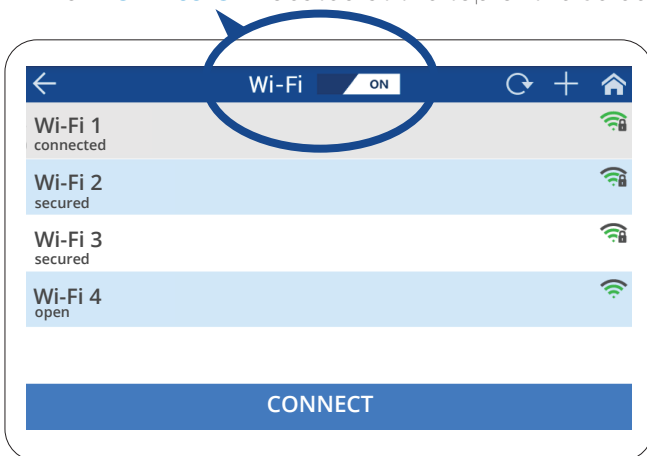 Wi-Fi ON
Wi-Fi 1
connected
Wi-Fi 2
secured
Wi-Fi 3
secured
Wi-Fi 4
open
CONNECT